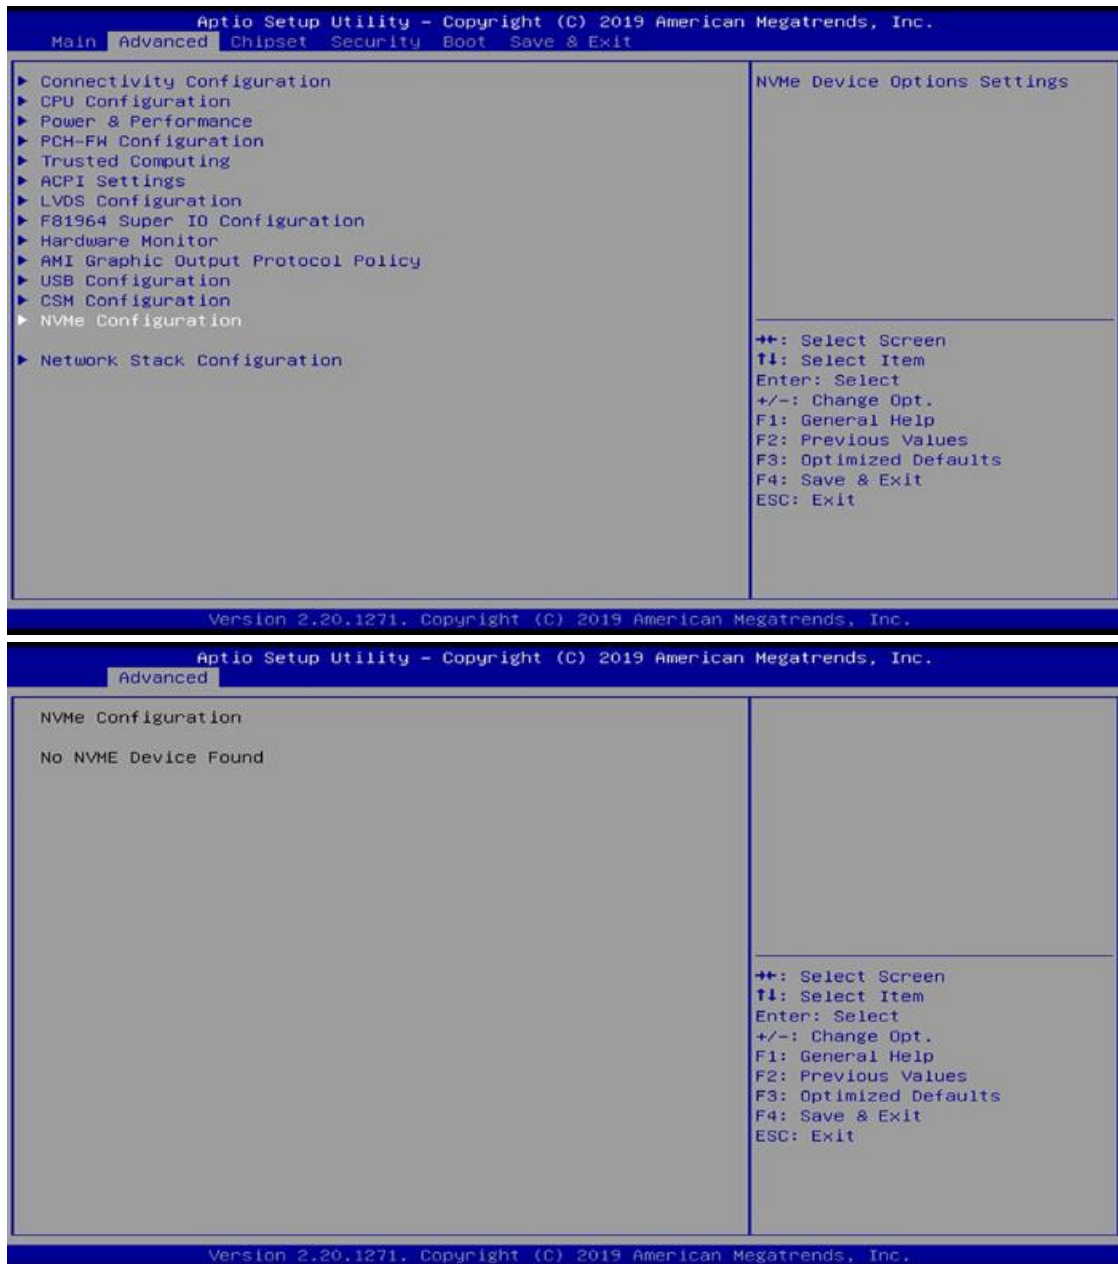 Aptio Setup Utility – Copyright (C) 2019 American Megatrends, Inc.
Main Advanced Chipset Security Boot Save & Exit
► Connectivity Configuration
► CPU Configuration
► Power & Performance
► PCH-FW Configuration
► Trusted Computing
► ACPI Settings
► LVDS Configuration
► F81964 Super IO Configuration
► Hardware Monitor
► AMI Graphic Output Protocol Policy
► USB Configuration
► CSM Configuration
► NVMe Configuration
► Network Stack Configuration
NVMe Device Options Settings
→←: Select Screen
↑↓: Select Item
Enter: Select
+/-: Change Opt.
F1: General Help
F2: Previous Values
F3: Optimized Defaults
F4: Save & Exit
ESC: Exit
Version 2.20.1271. Copyright (C) 2019 American Megatrends, Inc.
Aptio Setup Utility – Copyright (C) 2019 American Megatrends, Inc.
Advanced
NVMe Configuration
No NVME Device Found
→←: Select Screen
↑↓: Select Item
Enter: Select
+/-: Change Opt.
F1: General Help
F2: Previous Values
F3: Optimized Defaults
F4: Save & Exit
ESC: Exit
Version 2.20.1271. Copyright (C) 2019 American Megatrends, Inc.